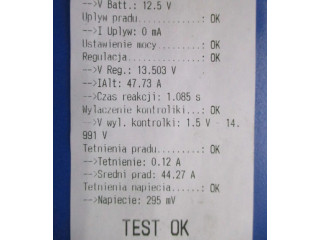 -->V Batt.: 12.5 V
Uplyw pradu..........: OK
-->I Uplyw: 0 mA
Ustawienie mocy......: OK
Regulacja............: OK
-->V Reg.: 13.503 V
-->IAlt: 47.73 A
-->Czas reakcji: 1.085 s
Wylaczenie kontrolki...: OK
-->V wyl. kontrolki: 1.5 V - 14.
991 V
Tetnienia pradu........: OK
-->Tetnienie: 0.12 A
-->Sredni prad: 44.27 A
Tetnienia napiecia.....: OK
-->Napiecie: 295 mV
TEST OK